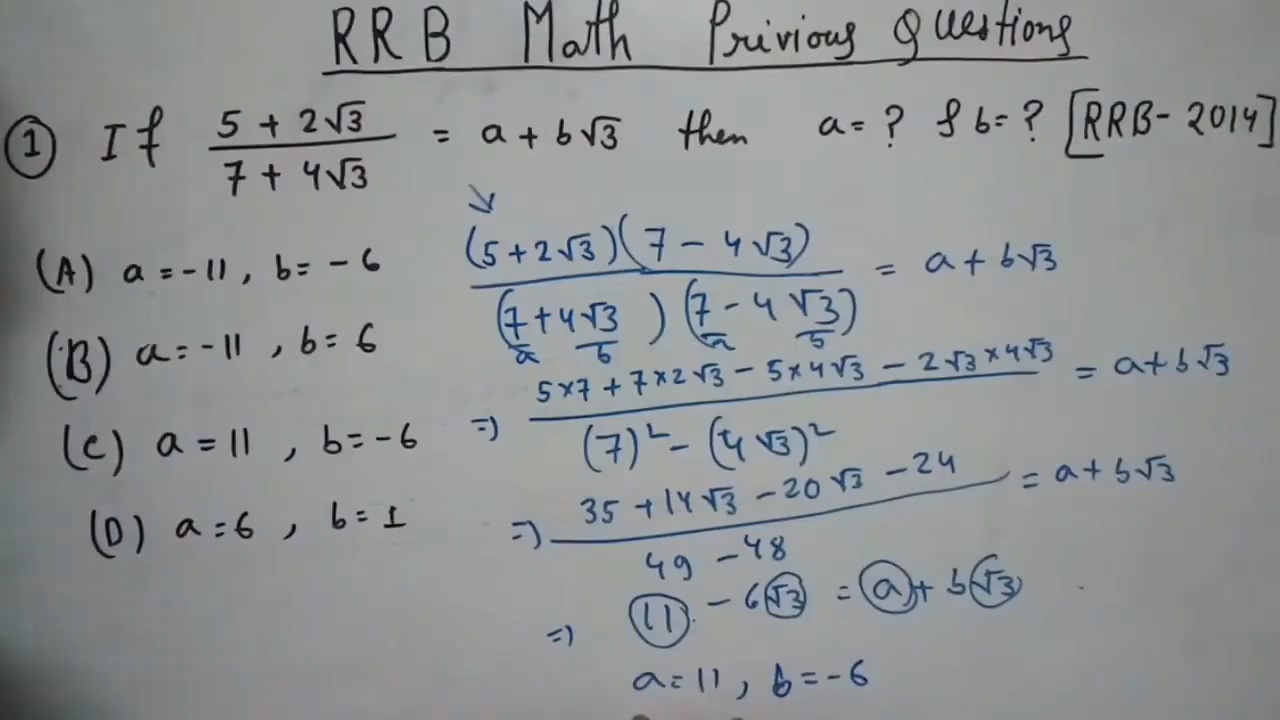 RRB Math Privious Questions
① If (5 + 2√3)/(7 + 4√3) = a + b√3 then a = ? & b = ? [RRB- 2014]
(A) a = -11, b = -6
(B) a = -11, b = 6
(C) a = 11, b = -6
(D) a = 6, b = 1
↘
(5 + 2√3)(7 - 4√3) = a + b√3
(7 + 4√3) (7 - 4√3)
a b a b
=) 5×7 + 7×2√3 - 5×4√3 - 2√3×4√3 = a + b√3
(7)² - (4√3)²
=) 35 + 14√3 - 20√3 - 24 = a + b√3
49 - 48
=) 11 - 6√3 = a + b√3
a = 11, b = -6